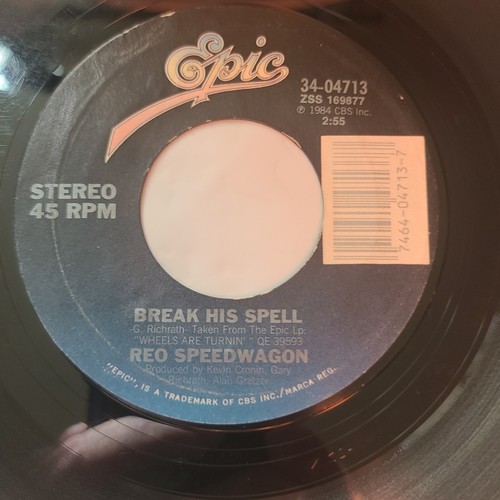 Epic
34-04713
ZSS 169877
℗ 1984 CBS Inc.
2:55
STEREO
45 RPM
7464-04713-7
BREAK HIS SPELL
-G. Richrath- Taken From The Epic Lp:
"WHEELS ARE TURNIN' " QE 39593
REO SPEEDWAGON
Produced by Kevin Cronin, Gary
Richrath, Alan Gratzer
"EPIC", IS A TRADEMARK OF CBS INC./MARCA REG.